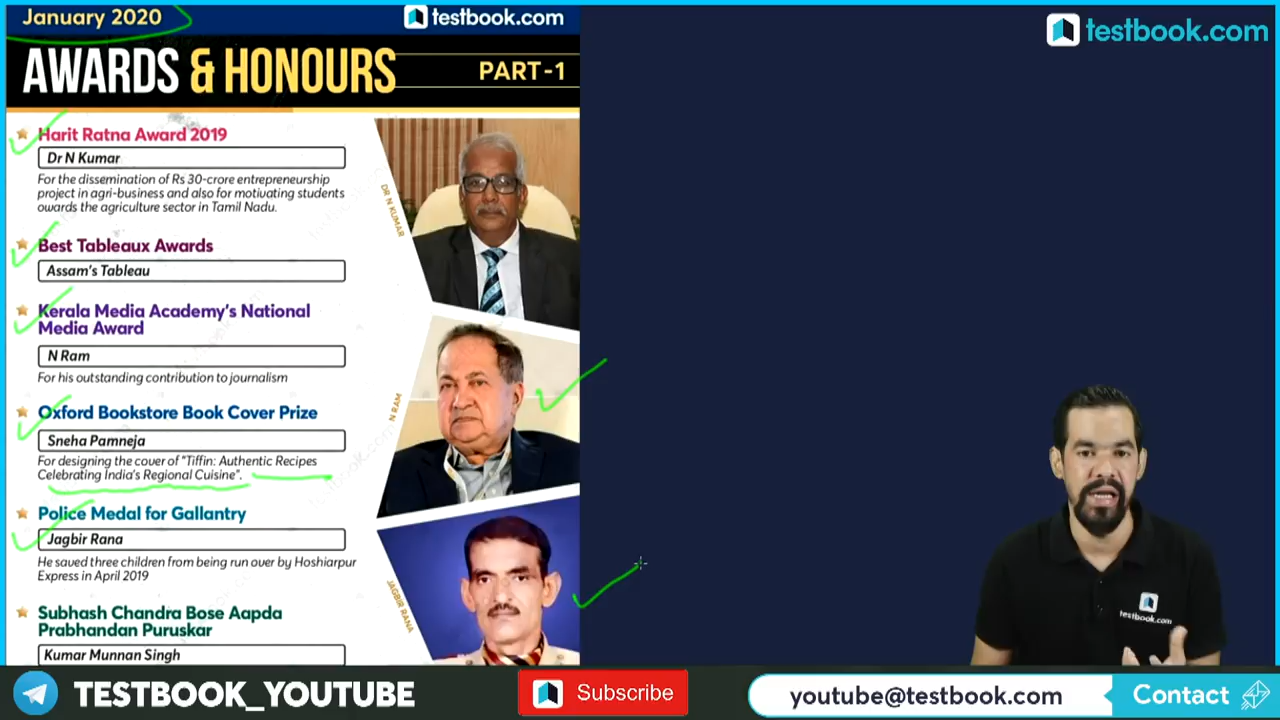 January 2020
testbook.com
testbook.com
AWARDS & HONOURS
PART-1
Harit Ratna Award 2019
Dr N Kumar
For the dissemination of Rs 30-crore entrepreneurship
project in agri-business and also for motivating students
owards the agriculture sector in Tamil Nadu.
DR N KUMAR
Best Tableaux Awards
Assam's Tableau
Kerala Media Academy's National
Media Award
N Ram
For his outstanding contribution to journalism
N RAM
Oxford Bookstore Book Cover Prize
Sneha Pamneja
For designing the cover of "Tiffin: Authentic Recipes
Celebrating India's Regional Cuisine".
Police Medal for Gallantry
Jagbir Rana
He saved three children from being run over by Hoshiarpur
Express in April 2019
JAGBIR RANA
Subhash Chandra Bose Aapda
Prabhandan Puruskar
Kumar Munnan Singh
testbook.com
TESTBOOK_YOUTUBE
Subscribe
youtube@testbook.com
Contact